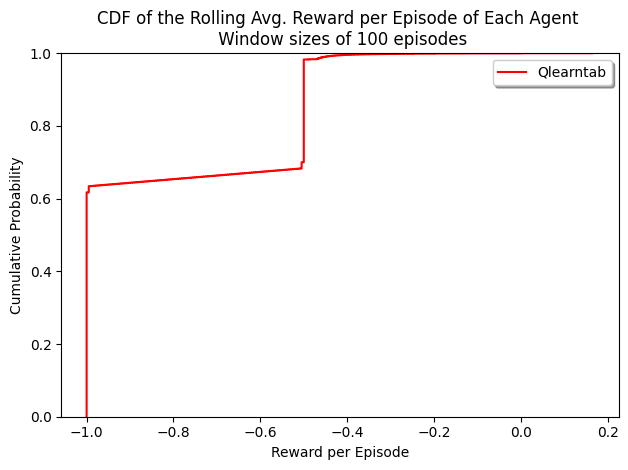 CDF of the Rolling Avg. Reward per Episode of Each Agent
Window sizes of 100 episodes
Qlearntab
1.0
0.8
0.6
0.4
0.2
0.0
Cumulative Probability
−1.0 −0.8 −0.6 −0.4 −0.2 0.0 0.2
Reward per Episode